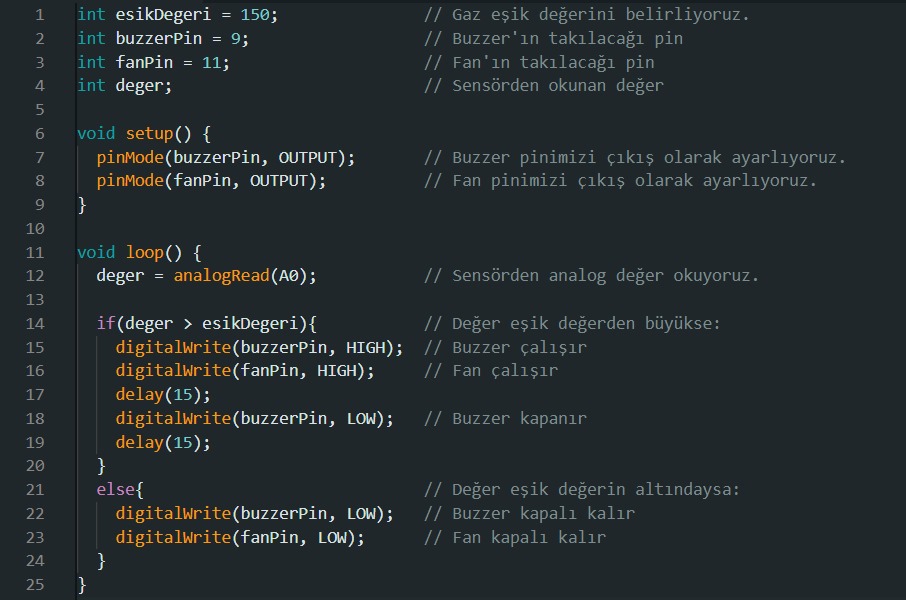 1 int esikDegeri = 150; // Gaz eşik değerini belirliyoruz.
2 int buzzerPin = 9; // Buzzer'ın takılacağı pin
3 int fanPin = 11; // Fan'ın takılacağı pin
4 int deger; // Sensörden okunan değer
5
6 void setup() {
7   pinMode(buzzerPin, OUTPUT); // Buzzer pinimizi çıkış olarak ayarlıyoruz.
8   pinMode(fanPin, OUTPUT); // Fan pinimizi çıkış olarak ayarlıyoruz.
9 }
10
11 void loop() {
12   deger = analogRead(A0); // Sensörden analog değer okuyoruz.
13
14   if(deger > esikDegeri){ // Değer eşik değerden büyükse:
15     digitalWrite(buzzerPin, HIGH); // Buzzer çalışır
16     digitalWrite(fanPin, HIGH); // Fan çalışır
17     delay(15);
18     digitalWrite(buzzerPin, LOW); // Buzzer kapanır
19     delay(15);
20   }
21   else{ // Değer eşik değerin altındaysa:
22     digitalWrite(buzzerPin, LOW); // Buzzer kapalı kalır
23     digitalWrite(fanPin, LOW); // Fan kapalı kalır
24   }
25 }